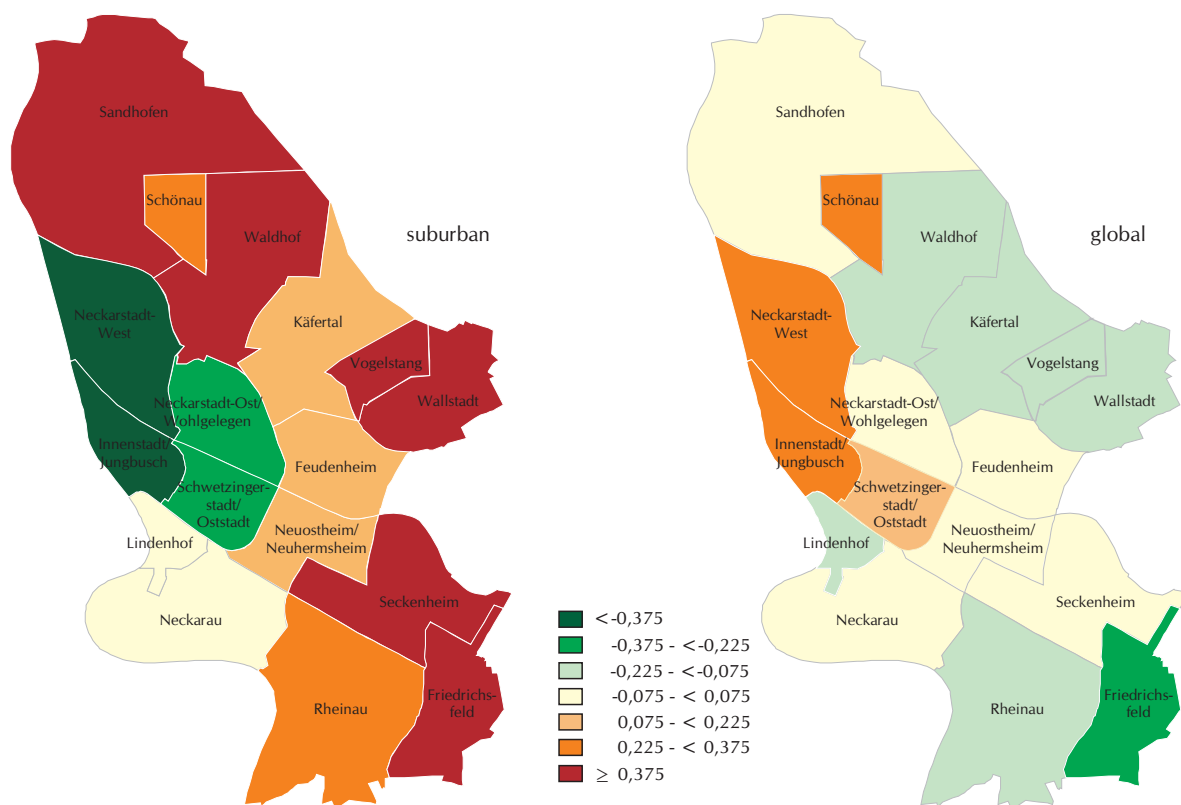 Sandhofen
Schönau
Waldhof
suburban
Neckarstadt-
West
Käfertal
Vogelstang
Wallstadt
Neckarstadt-Ost/
Wohlgelegen
Innenstadt/
Jungbusch
Feudenheim
Schwetzinger-
stadt/
Oststadt
Neuostheim/
Neuhermsheim
Lindenhof
Seckenheim
Neckarau
Friedrichs-
feld
Rheinau
<-0,375
-0,375 - <-0,225
-0,225 - <-0,075
-0,075 - < 0,075
0,075 - < 0,225
0,225 - < 0,375
≥ 0,375
Sandhofen
Schönau
Waldhof
global
Neckarstadt-
West
Käfertal
Vogelstang
Wallstadt
Neckarstadt-Ost/
Wohlgelegen
Innenstadt/
Jungbusch
Feudenheim
Schwetzinger-
stadt/
Oststadt
Neuostheim/
Neuhermsheim
Lindenhof
Seckenheim
Neckarau
Friedrichs-
feld
Rheinau